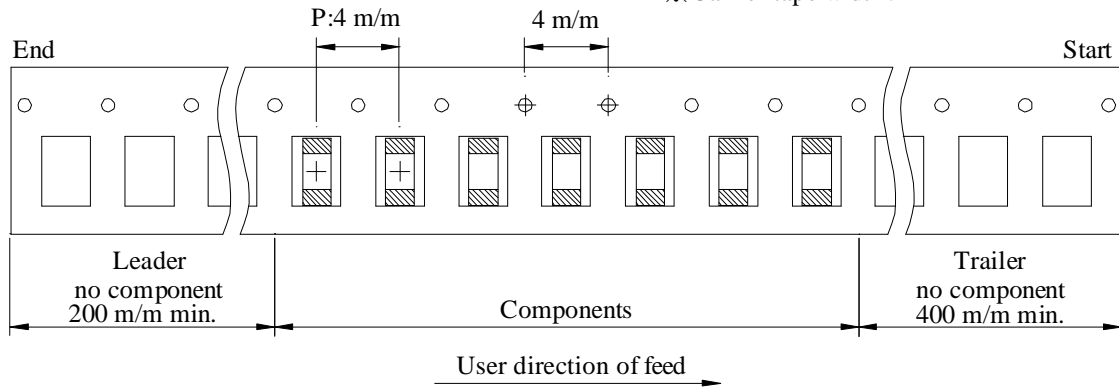 P:4 m/m
4 m/m
End
Start
Leader
no component
200 m/m min.
Components
Trailer
no component
400 m/m min.
User direction of feed